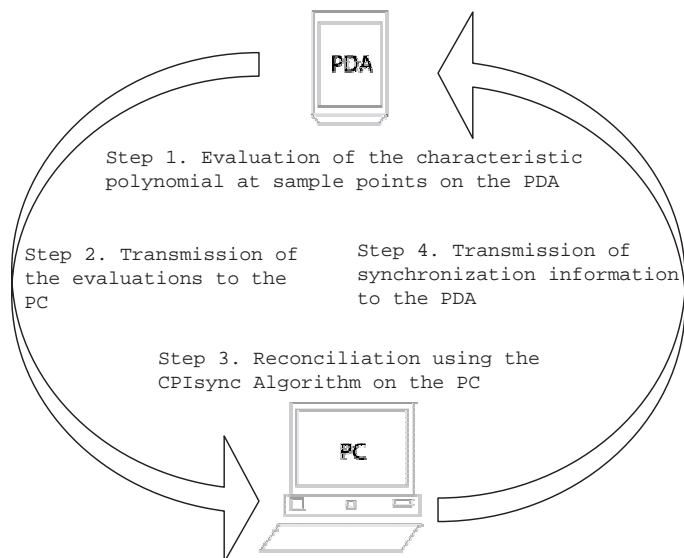 PDA
Step 1. Evaluation of the characteristic
polynomial at sample points on the PDA
Step 2. Transmission of
the evaluations to the
PC
Step 4. Transmission of
synchronization information
to the PDA
Step 3. Reconciliation using the
CPIsync Algorithm on the PC
PC